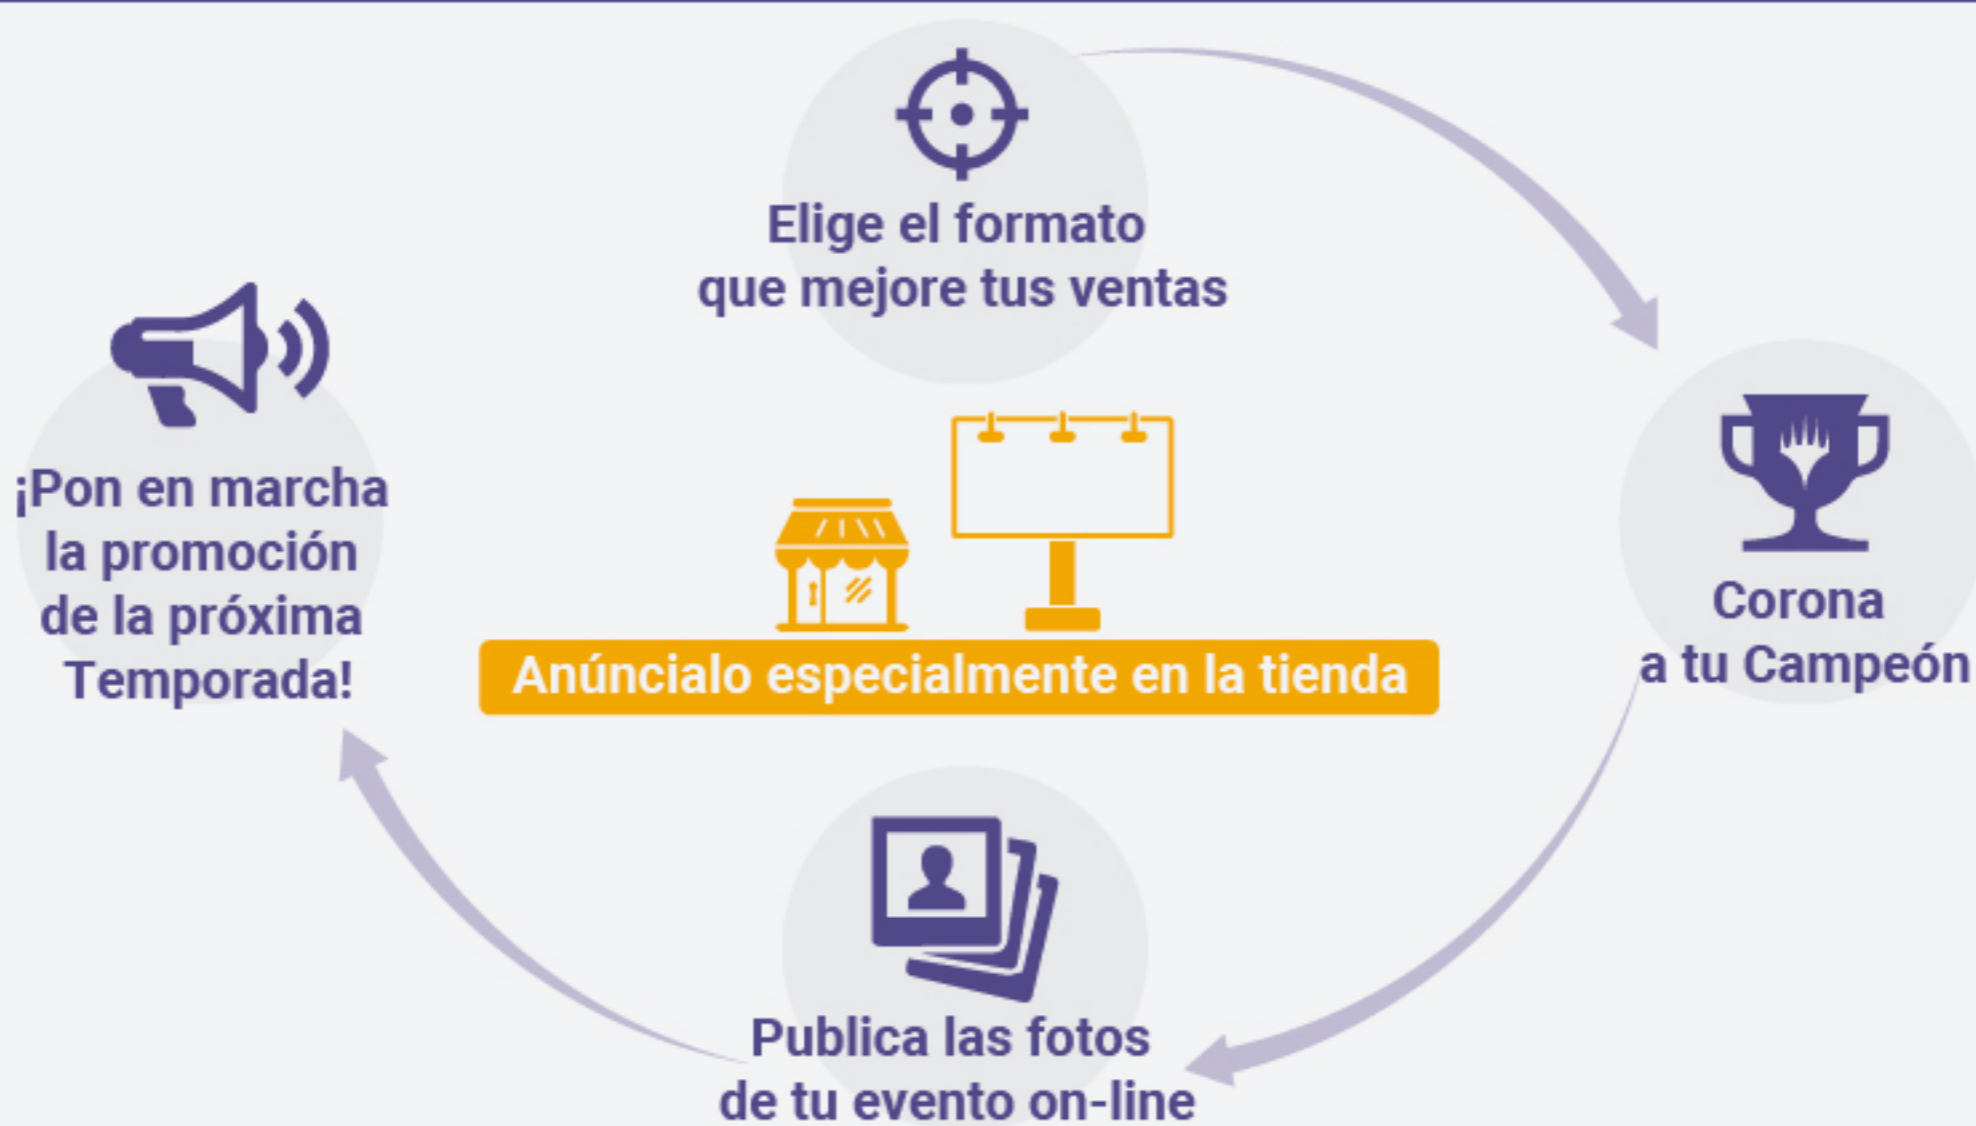 Elige el formato
que mejore tus ventas
¡Pon en marcha
la promoción
de la próxima
Temporada!
Corona
a tu Campeón
Anúncialo especialmente en la tienda
Publica las fotos
de tu evento on-line